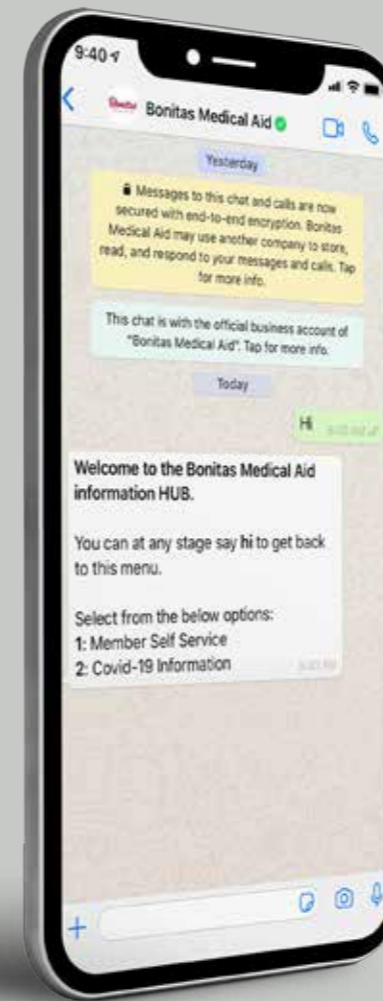 9:40
Bonitas Medical Aid
Yesterday
Messages to this chat and calls are now
secured with end-to-end encryption. Bonitas
Medical Aid may use another company to store,
read, and respond to your messages and calls. Tap
for more info.
This chat is with the official business account of
"Bonitas Medical Aid". Tap for more info.
Today
Hi
Welcome to the Bonitas Medical Aid
information HUB.
You can at any stage say hi to get back
to this menu.
Select from the below options:
1: Member Self Service
2: Covid-19 Information